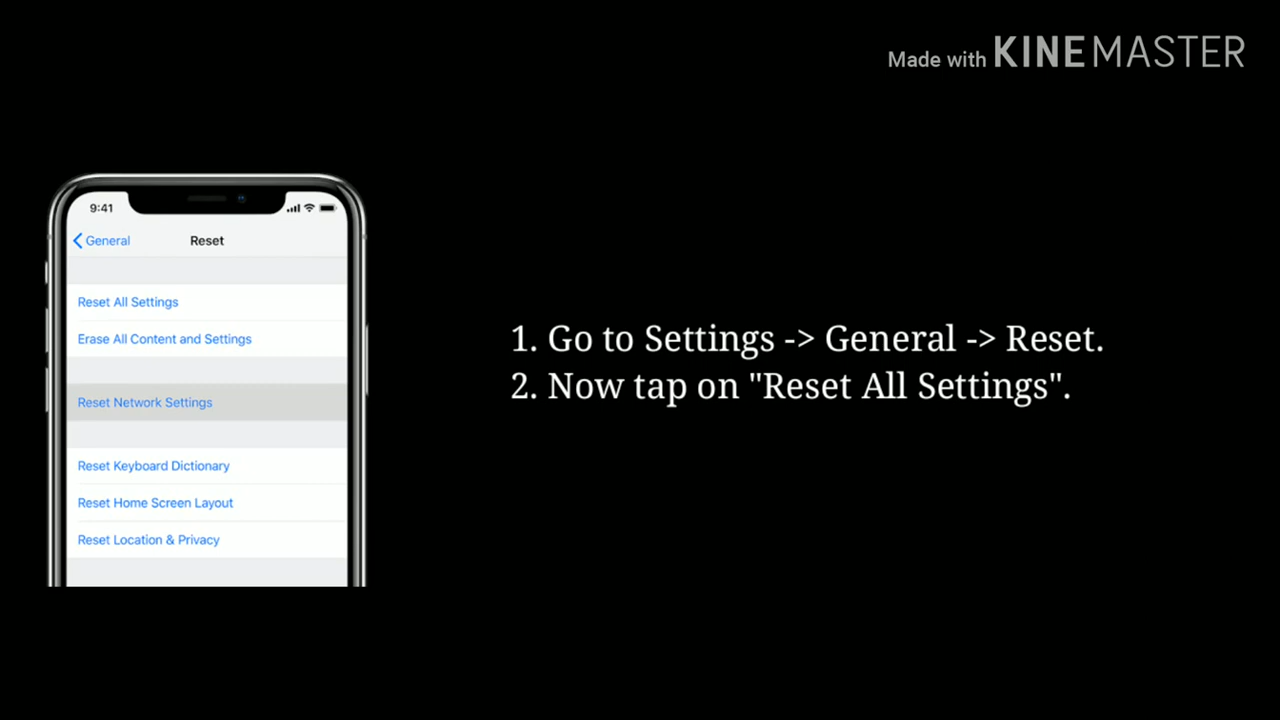 Made with KINEMASTER
9:41
General Reset
Reset All Settings
Erase All Content and Settings
Reset Network Settings
Reset Keyboard Dictionary
Reset Home Screen Layout
Reset Location & Privacy
1. Go to Settings -> General -> Reset.
2. Now tap on "Reset All Settings".